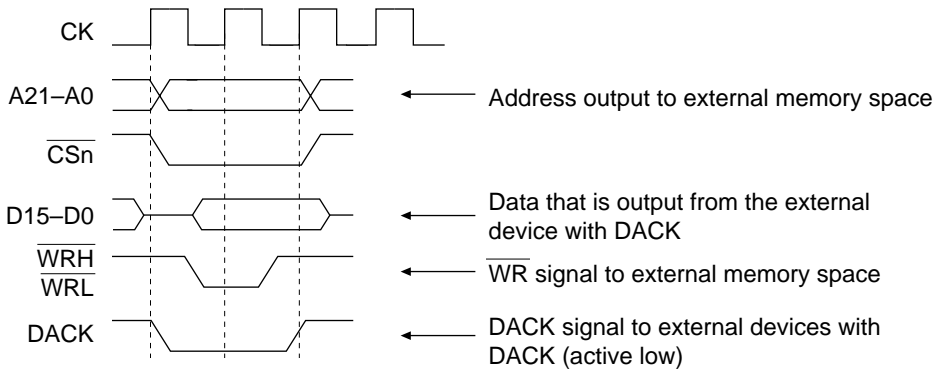 CK
A21–A0
Address output to external memory space
CSn
D15–D0
Data that is output from the external
device with DACK
WRH
WRL
WR signal to external memory space
DACK
DACK signal to external devices with
DACK (active low)